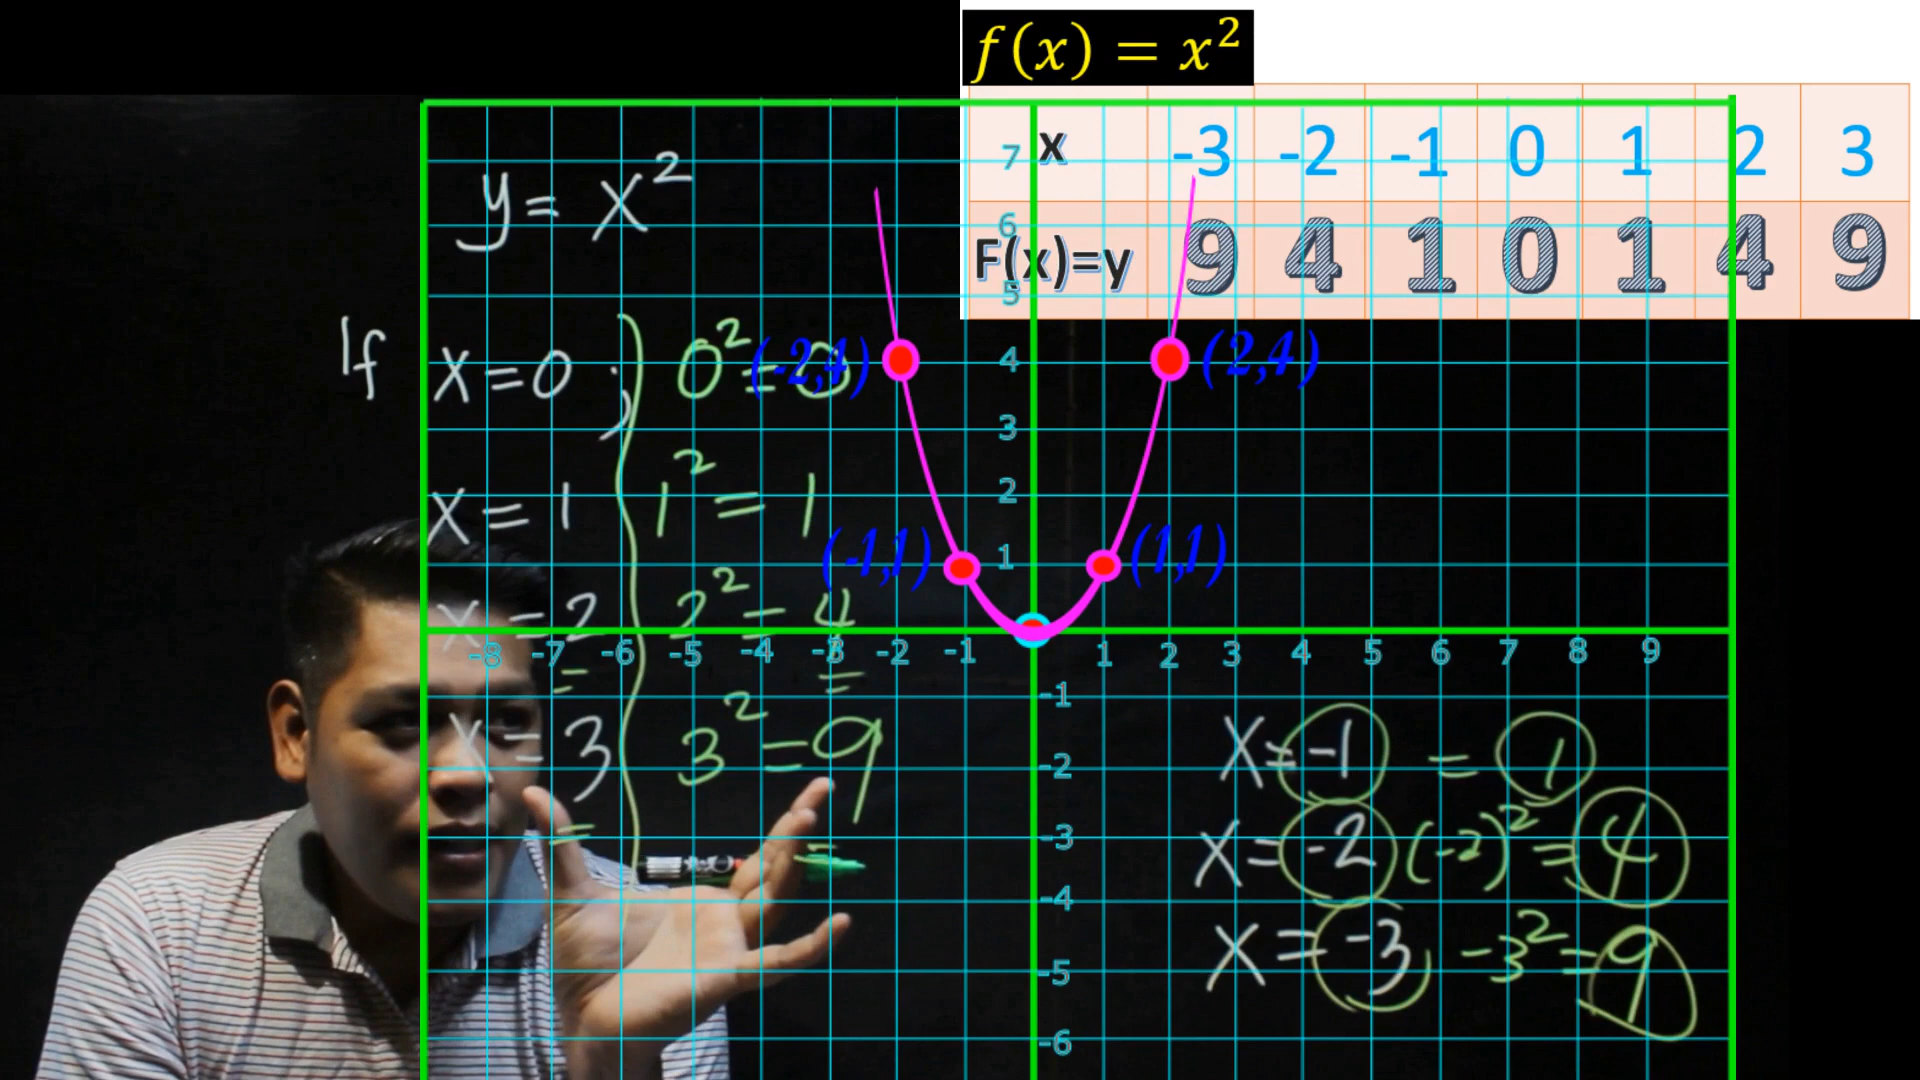 f(x) = x²
x -3 -2 -1 0 1 2 3
F(x)=y 9 4 1 0 1 4 9
y = x²
If x = 0 ; 0² = 0
x = 1 1² = 1
x = 2 2² = 4
x = 3 3² = 9
(-2,4)
(2,4)
(-1,1)
(1,1)
7
6
5
4
3
2
1
-8 -7 -6 -5 -4 -3 -2 -1 1 2 3 4 5 6 7 8 9
-1
-2
-3
-4
-5
-6
x = -1 = 1
x = -2 (-2)² = 4
x = -3 -3² = 9